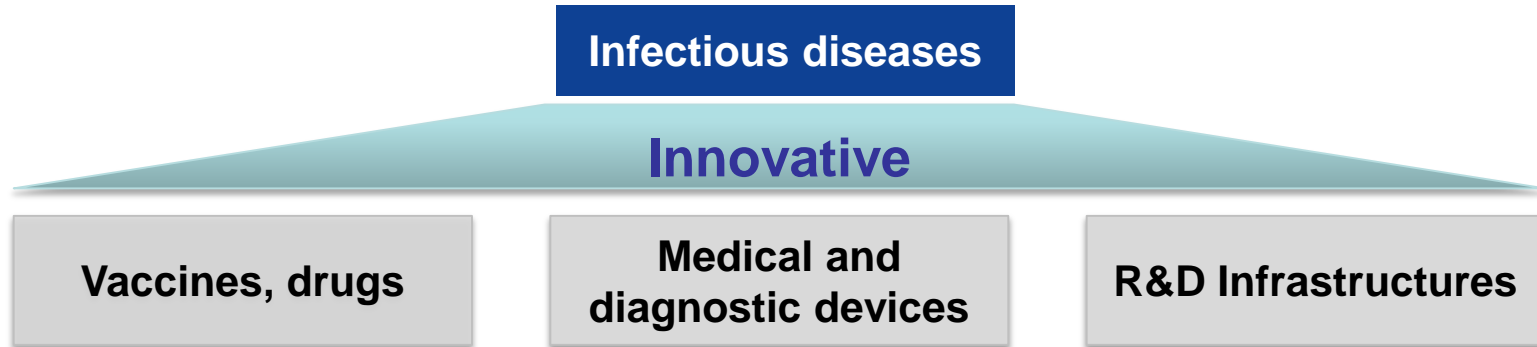 Infectious diseases
Innovative
Vaccines, drugs
Medical and
diagnostic devices
R&D Infrastructures